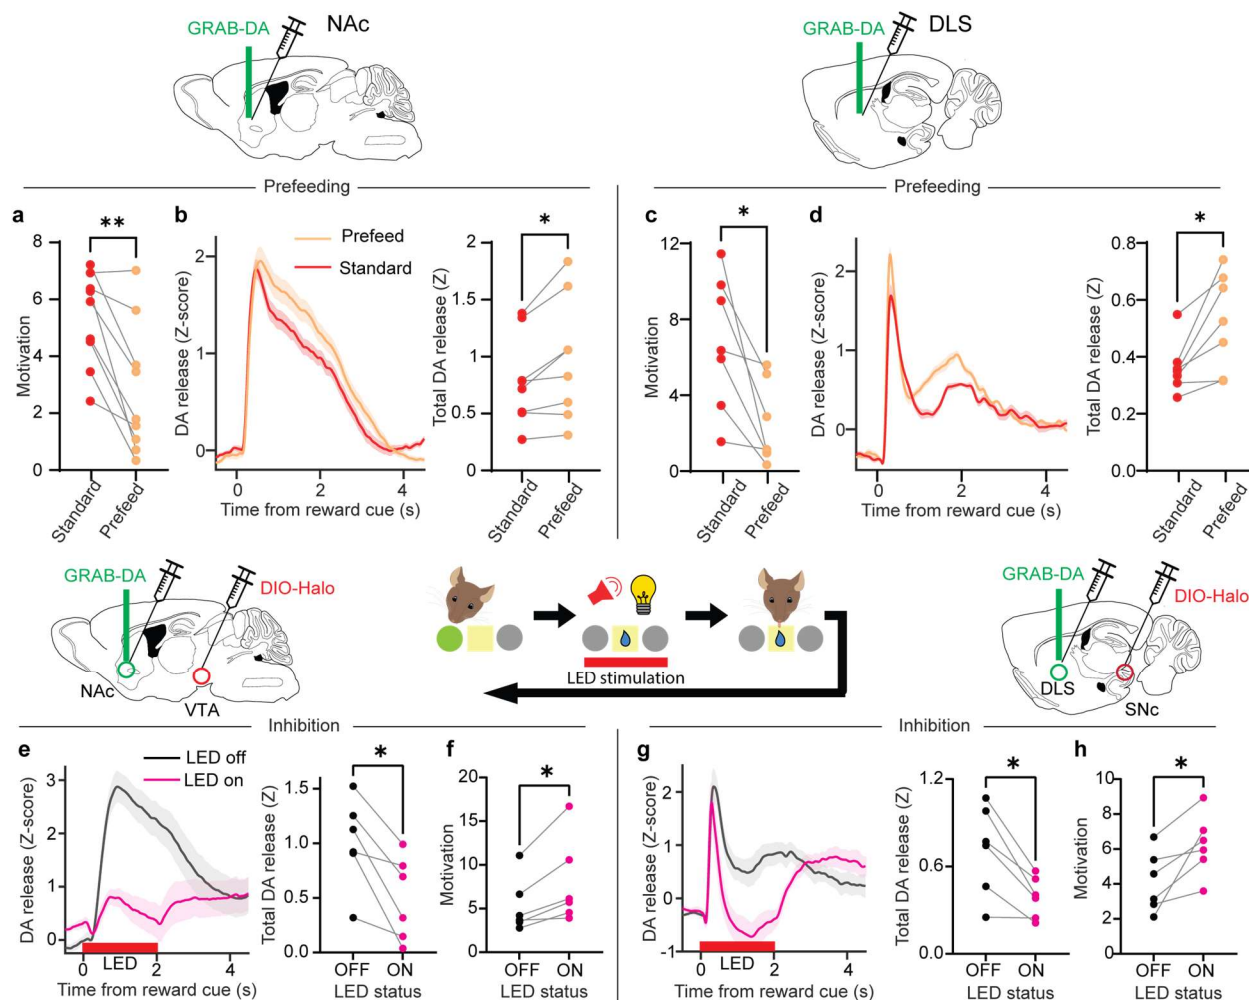 GRAB-DA NAc
GRAB-DA DLS
Prefeeding
Prefeeding
a
**
Motivation
8
6
4
2
0
Standard
Prefeed
b
Prefeed
Standard
DA release (Z-score)
2
1
0
0 2 4
Time from reward cue (s)
*
Total DA release (Z)
2
1.5
1
0.5
0
Standard
Prefeed
c
*
Motivation
12
8
4
0
Standard
Prefeed
d
DA release (Z-score)
2
1
0
0 2 4
Time from reward cue (s)
*
Total DA release (Z)
0.8
0.6
0.4
0.2
0.0
Standard
Prefeed
GRAB-DA
DIO-Halo
NAc
VTA
LED stimulation
GRAB-DA
DIO-Halo
DLS
SNc
Inhibition
Inhibition
e
LED off
LED on
DA release (Z-score)
3
2
1
0
LED
0 2 4
Time from reward cue (s)
*
Total DA release (Z)
1.5
1.0
0.5
0.0
OFF ON
LED status
f
*
Motivation
20
15
10
5
0
OFF ON
LED status
g
DA release (Z-score)
2
1
0
-1
LED
0 2 4
Time from reward cue (s)
*
Total DA release (Z)
1.2
0.6
0.0
OFF ON
LED status
h
*
Motivation
10
8
6
4
2
0
OFF ON
LED status